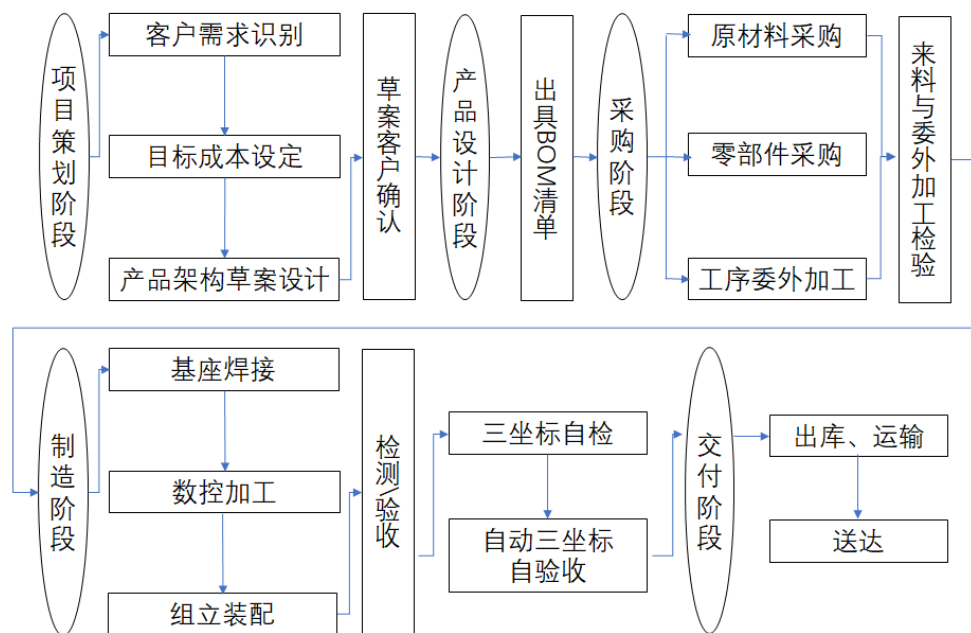 项目策划阶段
客户需求识别
目标成本设定
产品架构草案设计
草案客户确认
产品设计阶段
出具BOM清单
采购阶段
原材料采购
零部件采购
工序委外加工
来料与委外加工检验
制造阶段
基座焊接
数控加工
组立装配
检测\验收
三坐标自检
自动三坐标
自验收
交付阶段
出库、运输
送达